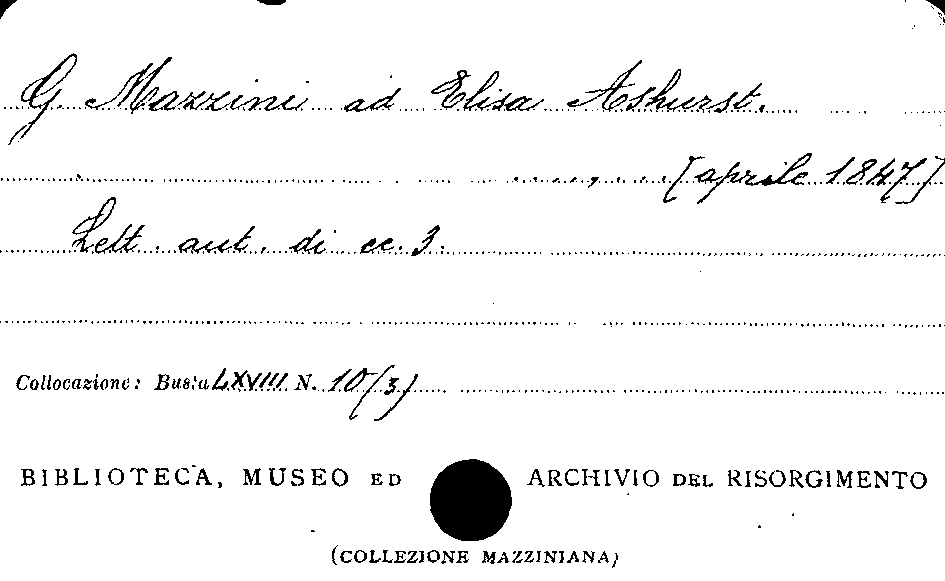 G. Mazzini ad Elisa Ashurst.
[aprile 1847]
Lett. aut. di cc. 3.
Collocazione: Busta LXVIII N. 10(3)
BIBLIOTECA, MUSEO ED ARCHIVIO DEL RISORGIMENTO
(COLLEZIONE MAZZINIANA)